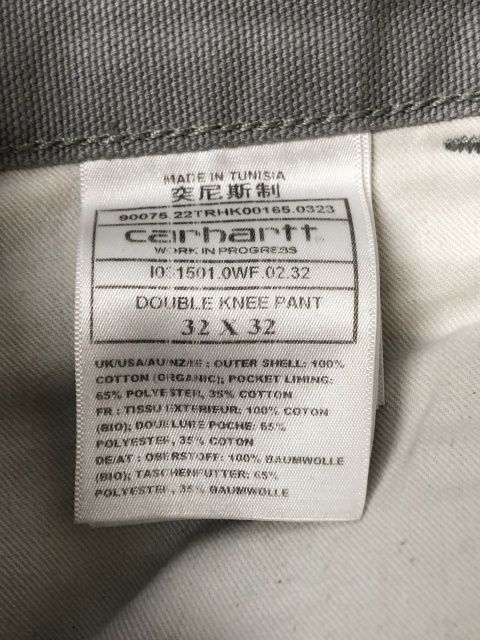 MADE IN TUNISIA
突尼斯制
90075.22TRHK00165.0323
carhartt
WORK IN PROGRESS
I031501.0WF.02.32
DOUBLE KNEE PANT
32 X 32
UK/USA/AU/NZ/IE : OUTER SHELL: 100%
COTTON (ORGANIC); POCKET LINING:
65% POLYESTER, 35% COTTON
FR : TISSU EXTERIEUR: 100% COTON
(BIO); DOUBLURE POCHE: 65%
POLYESTER, 35% COTON
DE/AT : OBERSTOFF: 100% BAUMWOLLE
(BIO); TASCHENFUTTER: 65%
POLYESTER, 35% BAUMWOLLE